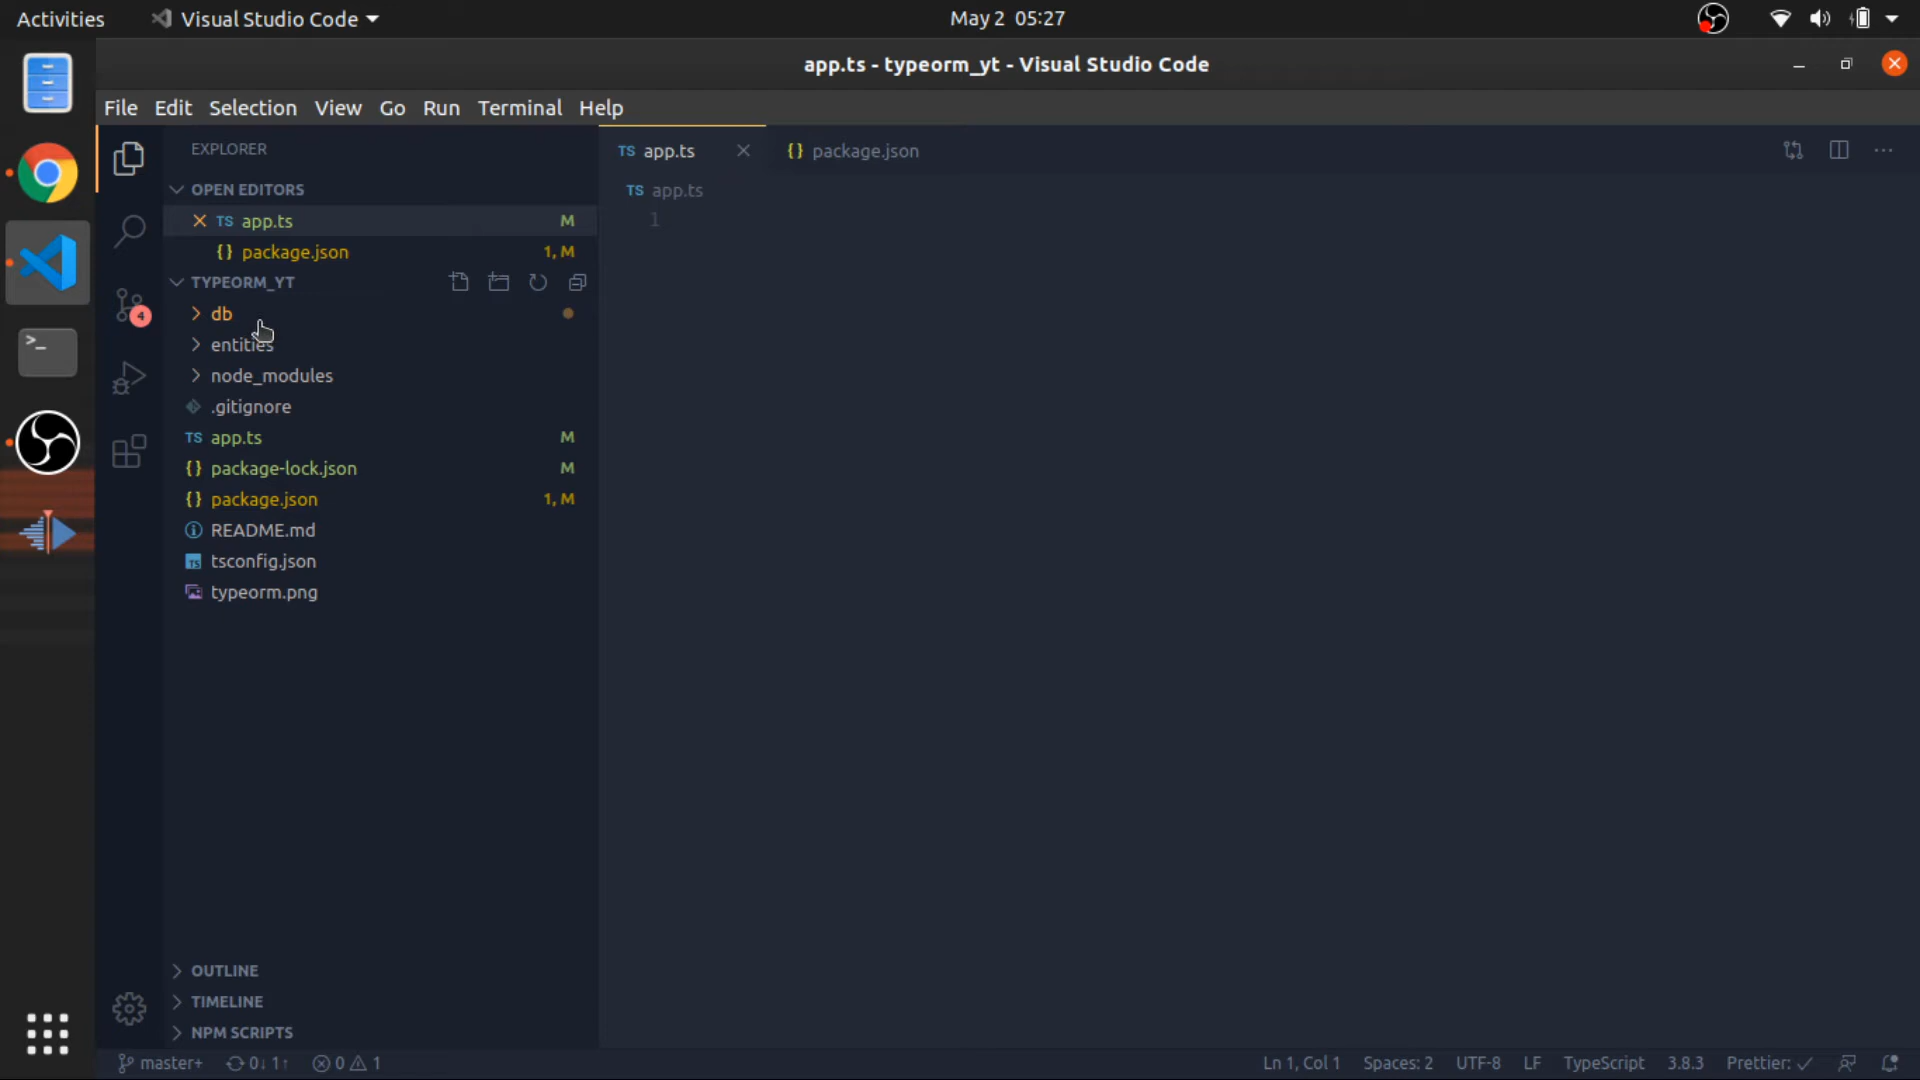 Activities Visual Studio Code May 2 05:27
app.ts - typeorm_yt - Visual Studio Code
File Edit Selection View Go Run Terminal Help
EXPLORER
TS app.ts {} package.json
OPEN EDITORS
TS app.ts
TS app.ts M
1
{} package.json 1, M
TYPEORM_YT
db
entities
node_modules
.gitignore
TS app.ts M
{} package-lock.json M
{} package.json 1, M
README.md
TS tsconfig.json
typeorm.png
4
>_
OUTLINE
TIMELINE
NPM SCRIPTS
master+ 0↓ 1↑ 0 1 Ln 1, Col 1 Spaces: 2 UTF-8 LF TypeScript 3.8.3 Prettier: ✓